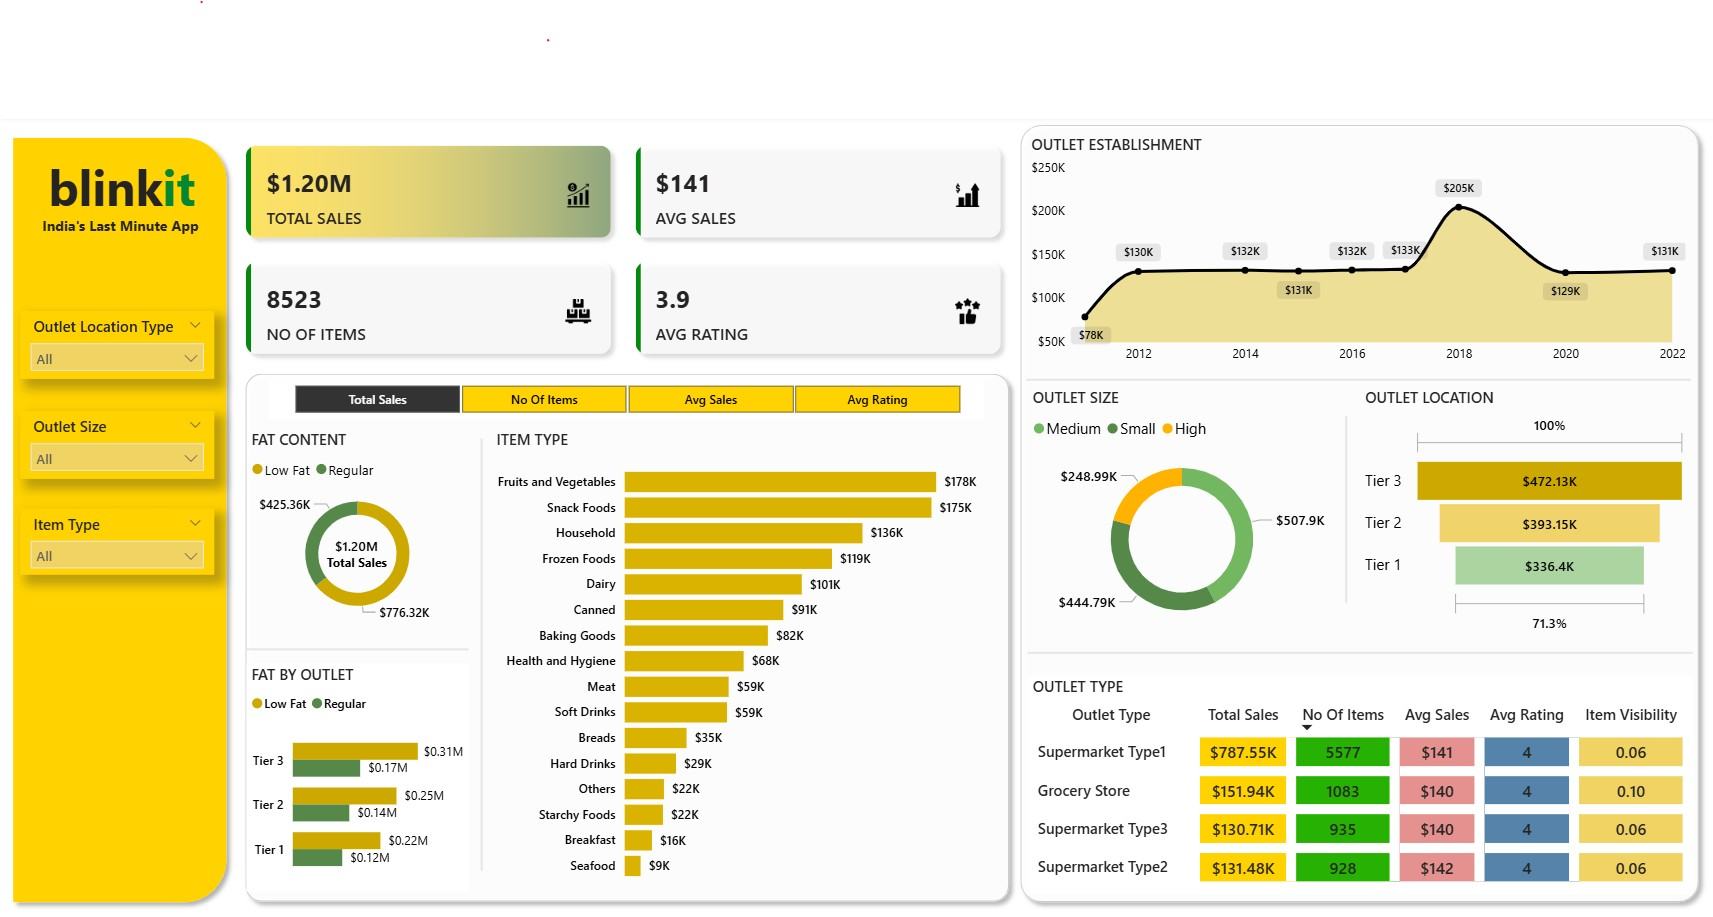 blinkit
India's Last Minute App
Outlet Location Type
All
Outlet Size
All
Item Type
All
$1.20M
TOTAL SALES
$141
AVG SALES
8523
NO OF ITEMS
3.9
AVG RATING
Total Sales No Of Items Avg Sales Avg Rating
FAT CONTENT
Low Fat Regular
$425.36K
$1.20M
Total Sales
$776.32K
FAT BY OUTLET
Low Fat Regular
Tier 3 $0.31M
$0.17M
Tier 2 $0.25M
$0.14M
Tier 1 $0.22M
$0.12M
ITEM TYPE
Fruits and Vegetables $178K
Snack Foods $175K
Household $136K
Frozen Foods $119K
Dairy $101K
Canned $91K
Baking Goods $82K
Health and Hygiene $68K
Meat $59K
Soft Drinks $59K
Breads $35K
Hard Drinks $29K
Others $22K
Starchy Foods $22K
Breakfast $16K
Seafood $9K
OUTLET ESTABLISHMENT
$250K
$200K
$150K
$100K
$50K
$78K
$130K
$132K
$131K
$132K
$133K
$205K
$129K
$131K
2012 2014 2016 2018 2020 2022
OUTLET SIZE
Medium Small High
$248.99K
$507.9K
$444.79K
OUTLET LOCATION
100%
Tier 3 $472.13K
Tier 2 $393.15K
Tier 1 $336.4K
71.3%
OUTLET TYPE
Outlet Type Total Sales No Of Items Avg Sales Avg Rating Item Visibility
Supermarket Type1 $787.55K 5577 $141 4 0.06
Grocery Store $151.94K 1083 $140 4 0.10
Supermarket Type3 $130.71K 935 $140 4 0.06
Supermarket Type2 $131.48K 928 $142 4 0.06